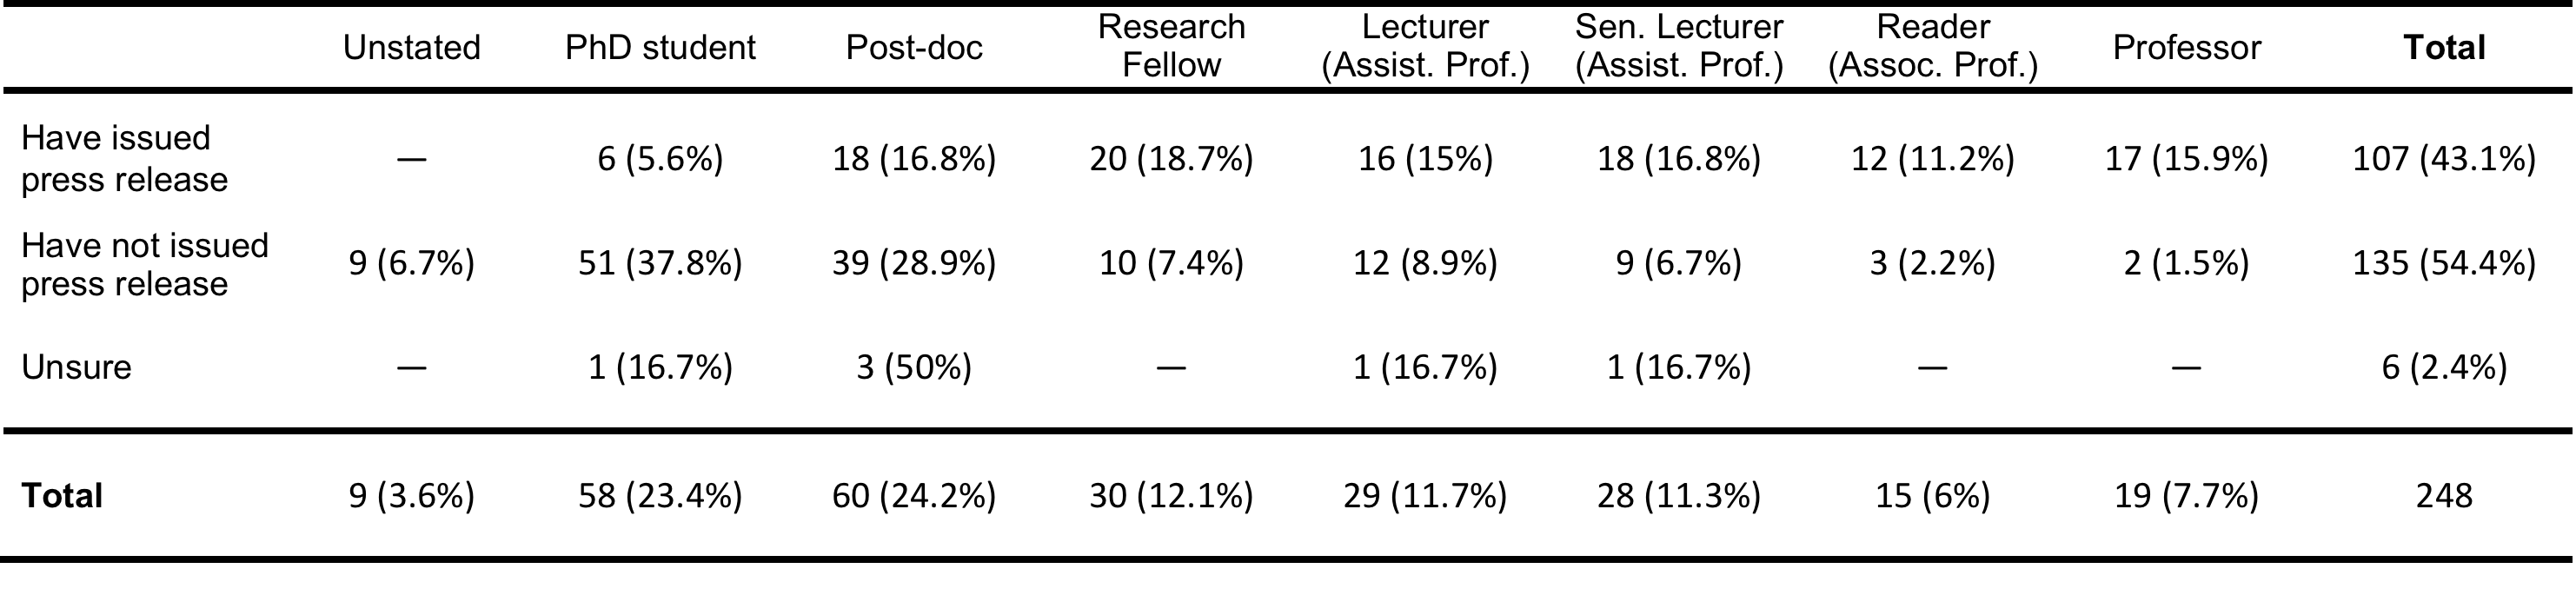 Unstated PhD student Post-doc Research Fellow Lecturer (Assist. Prof.) Sen. Lecturer (Assist. Prof.) Reader (Assoc. Prof.) Professor Total
Have issued press release — 6 (5.6%) 18 (16.8%) 20 (18.7%) 16 (15%) 18 (16.8%) 12 (11.2%) 17 (15.9%) 107 (43.1%)
Have not issued press release 9 (6.7%) 51 (37.8%) 39 (28.9%) 10 (7.4%) 12 (8.9%) 9 (6.7%) 3 (2.2%) 2 (1.5%) 135 (54.4%)
Unsure — 1 (16.7%) 3 (50%) — 1 (16.7%) 1 (16.7%) — — 6 (2.4%)
Total 9 (3.6%) 58 (23.4%) 60 (24.2%) 30 (12.1%) 29 (11.7%) 28 (11.3%) 15 (6%) 19 (7.7%) 248